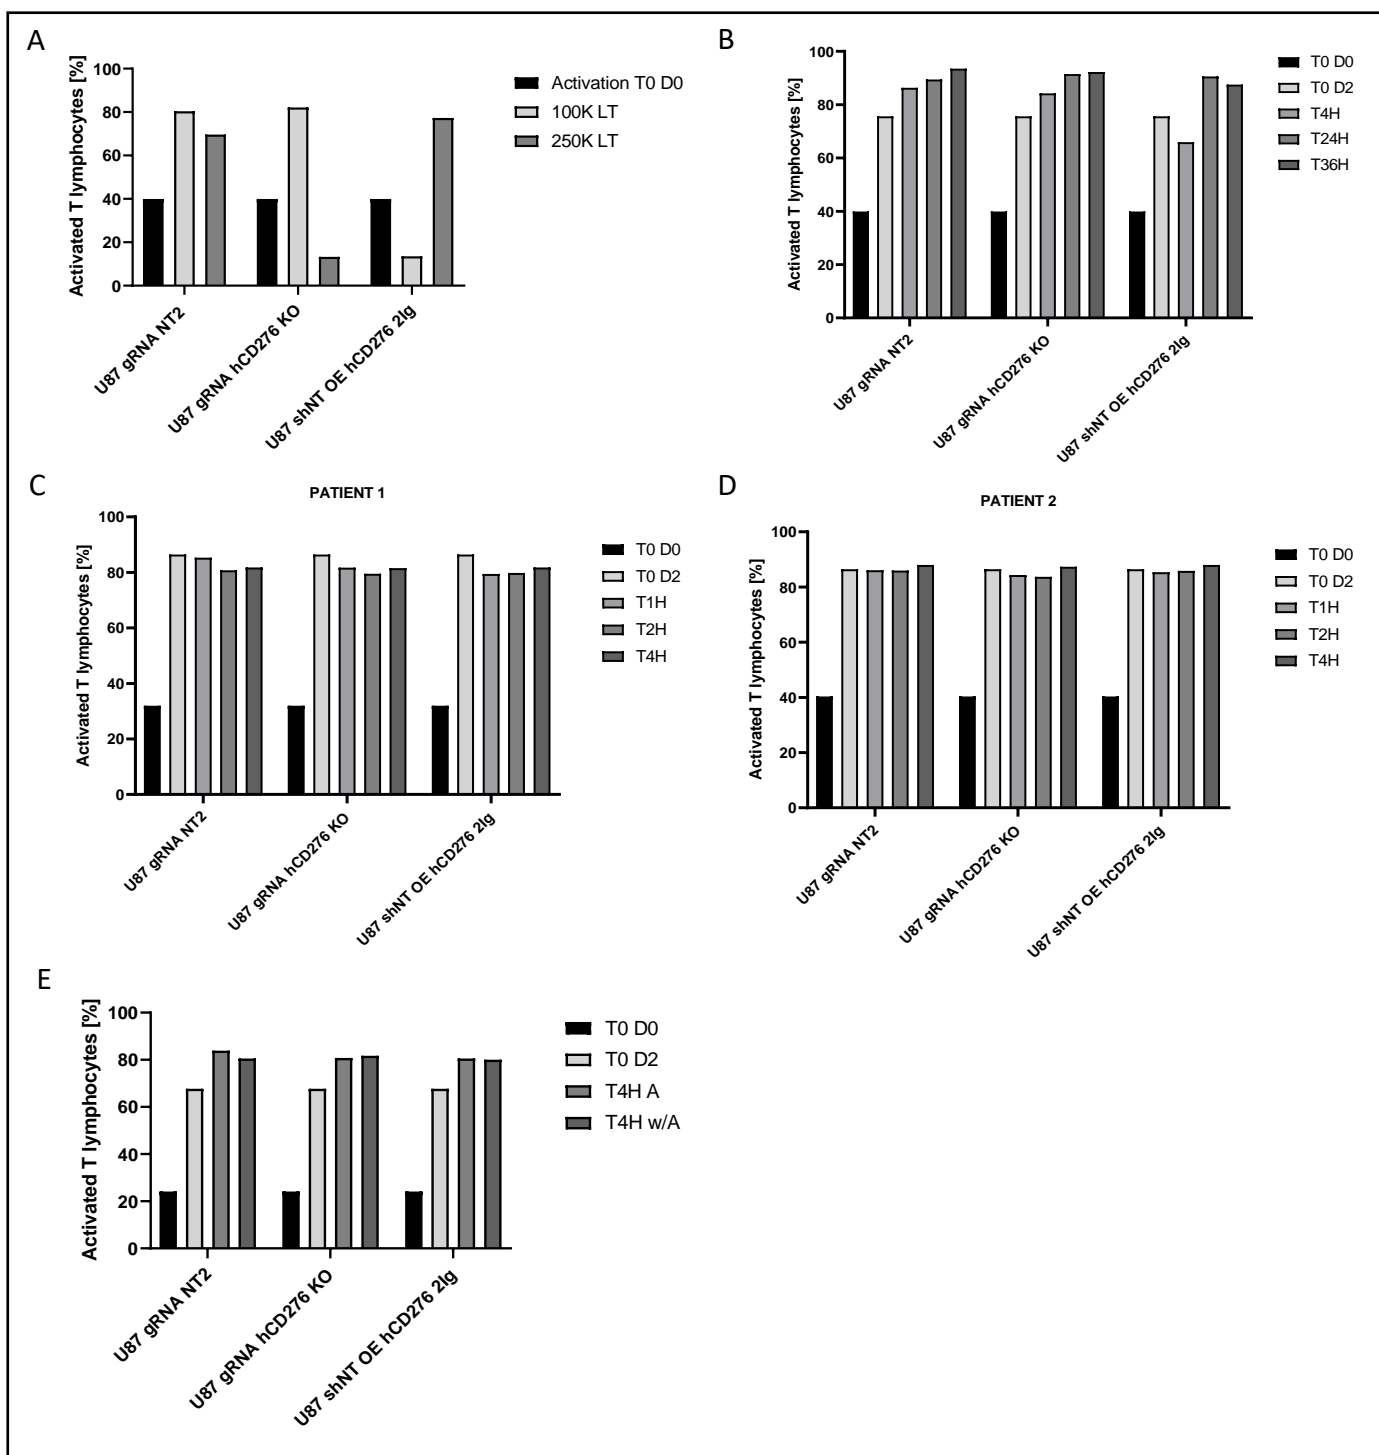 A
Activated T lymphocytes [%]
100
80
60
40
20
0
U87 gRNA NT2
U87 gRNA hCD276 KO
U87 shNT OE hCD276 2Ig
Activation T0 D0
100K LT
250K LT
B
Activated T lymphocytes [%]
100
80
60
40
20
0
U87 gRNA NT2
U87 gRNA hCD276 KO
U87 shNT OE hCD276 2Ig
T0 D0
T0 D2
T4H
T24H
T36H
C
PATIENT 1
Activated T lymphocytes [%]
100
80
60
40
20
0
U87 gRNA NT2
U87 gRNA hCD276 KO
U87 shNT OE hCD276 2Ig
T0 D0
T0 D2
T1H
T2H
T4H
D
PATIENT 2
Activated T lymphocytes [%]
100
80
60
40
20
0
U87 gRNA NT2
U87 gRNA hCD276 KO
U87 shNT OE hCD276 2Ig
T0 D0
T0 D2
T1H
T2H
T4H
E
Activated T lymphocytes [%]
100
80
60
40
20
0
U87 gRNA NT2
U87 gRNA hCD276 KO
U87 shNT OE hCD276 2Ig
T0 D0
T0 D2
T4H A
T4H w/A